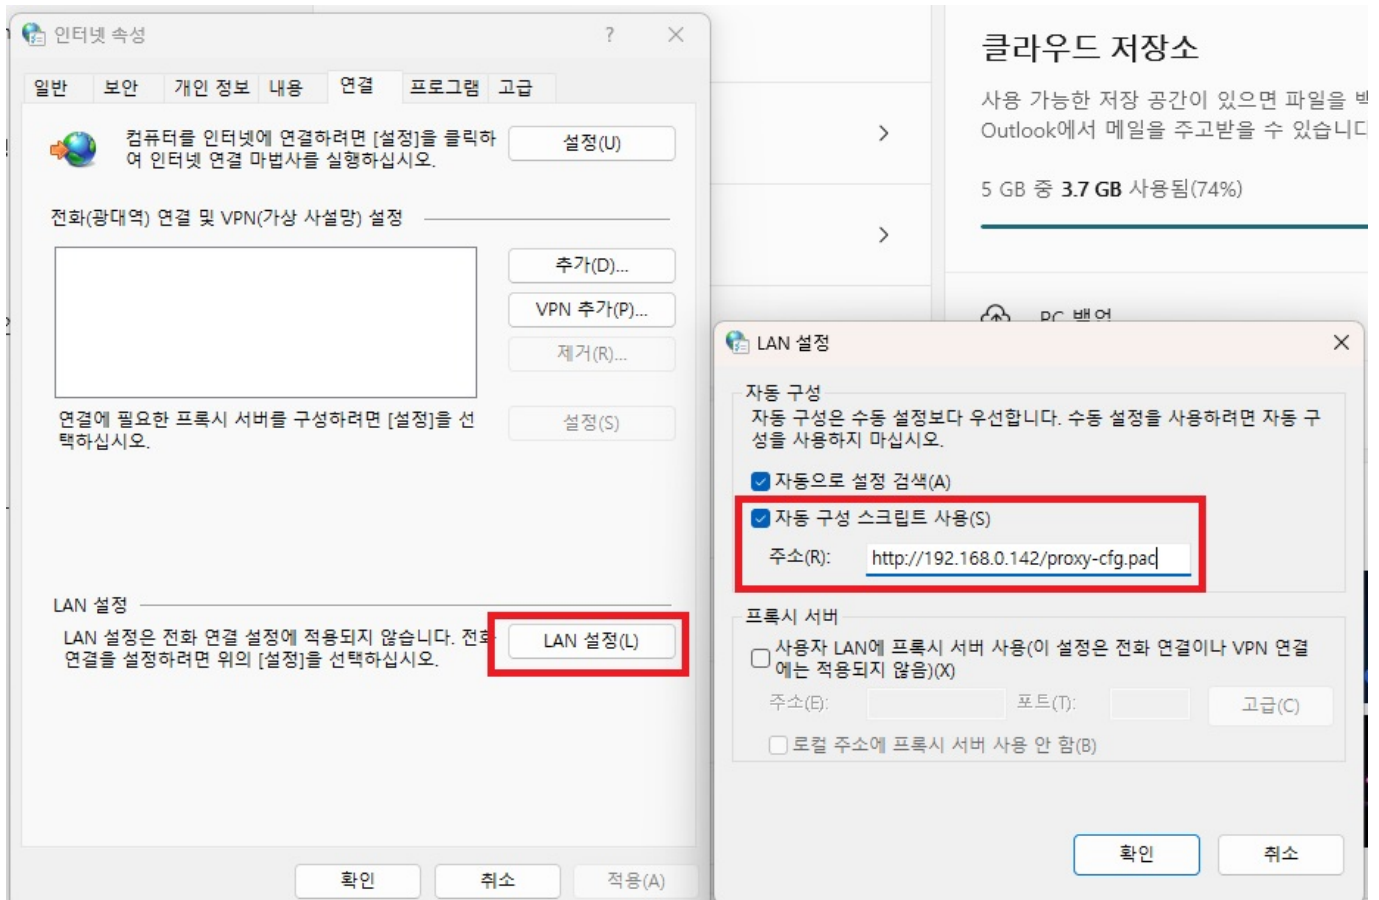 인터넷 속성
일반 보안 개인 정보 내용 연결 프로그램 고급
컴퓨터를 인터넷에 연결하려면 [설정]을 클릭하
여 인터넷 연결 마법사를 실행하십시오.
설정(U)
전화(광대역) 연결 및 VPN(가상 사설망) 설정
추가(D)...
VPN 추가(P)...
제거(R)...
연결에 필요한 프록시 서버를 구성하려면 [설정]을 선
택하십시오.
설정(S)
LAN 설정
LAN 설정은 전화 연결 설정에 적용되지 않습니다. 전화
연결을 설정하려면 위의 [설정]을 선택하십시오.
LAN 설정(L)
확인 취소 적용(A)
클라우드 저장소
사용 가능한 저장 공간이 있으면 파일을
Outlook에서 메일을 주고받을 수
5 GB 중 3.7 GB 사용됨(74%)
PC 백업
LAN 설정
자동 구성
자동 구성은 수동 설정보다 우선합니다. 수동 설정을 사용하려면 자동 구
성을 사용하지 마십시오.
자동으로 설정 검색(A)
자동 구성 스크립트 사용(S)
주소(R): http://192.168.0.142/proxy-cfg.pac
프록시 서버
사용자 LAN에 프록시 서버 사용(이 설정은 전화 연결이나 VPN 연결
에는 적용되지 않음)(X)
주소(E): 포트(T): 고급(C)
로컬 주소에 프록시 서버 사용 안 함(B)
확인 취소